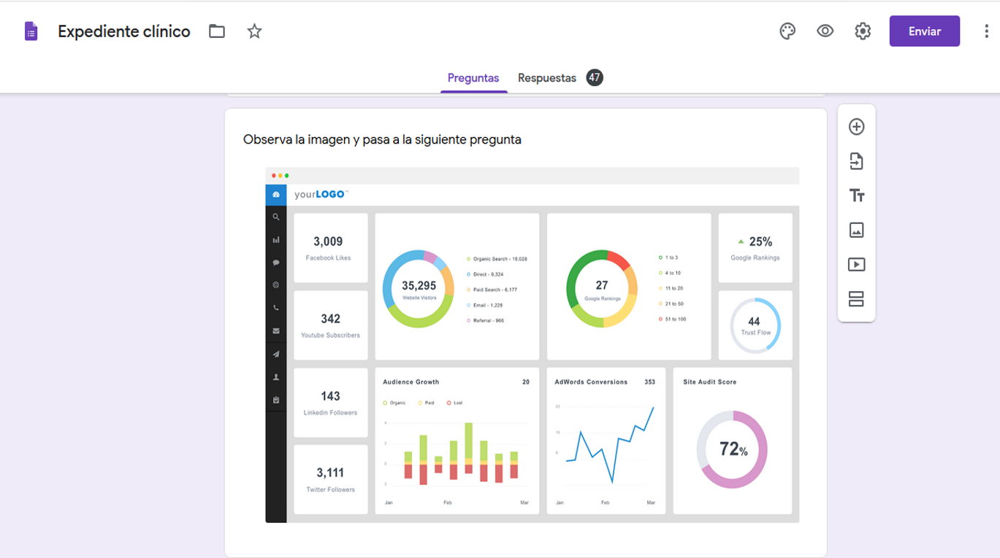 Expediente clínico
Enviar
Preguntas
Respuestas 47
Observa la imagen y pasa a la siguiente pregunta
yourLOGO™
3,009
Facebook Likes
342
Youtube Subscribers
143
Linkedin Followers
3,111
Twitter Followers
35,295
Website Visitors
Organic Search - 16,028
Direct - 9,324
Paid Search - 6,177
Email - 1,228
Referral - 966
27
Google Rankings
1 to 3
4 to 10
11 to 20
21 to 50
51 to 100
25%
Google Rankings
44
Trust Flow
Audience Growth 20
Organic Paid Lost
4
2
0
2
Jan Feb Mar
AdWords Conversions 353
23
15
8
Jan Feb Mar
Site Audit Score
72%